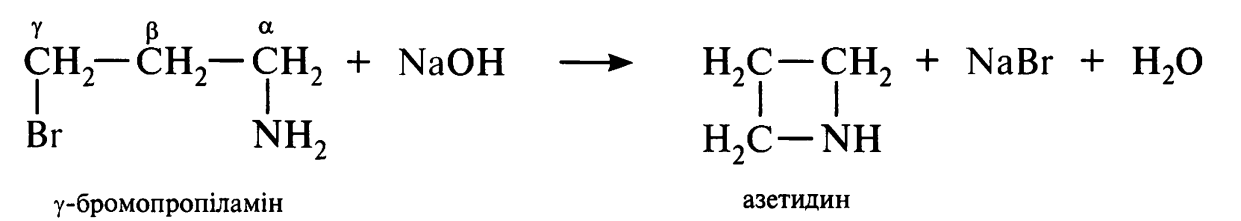 γ β α
CH₂—CH₂—CH₂ + NaOH ⟶ H₂C—CH₂ + NaBr + H₂O
Br NH₂ H₂C—NH
γ-бромопропіламін азетидин